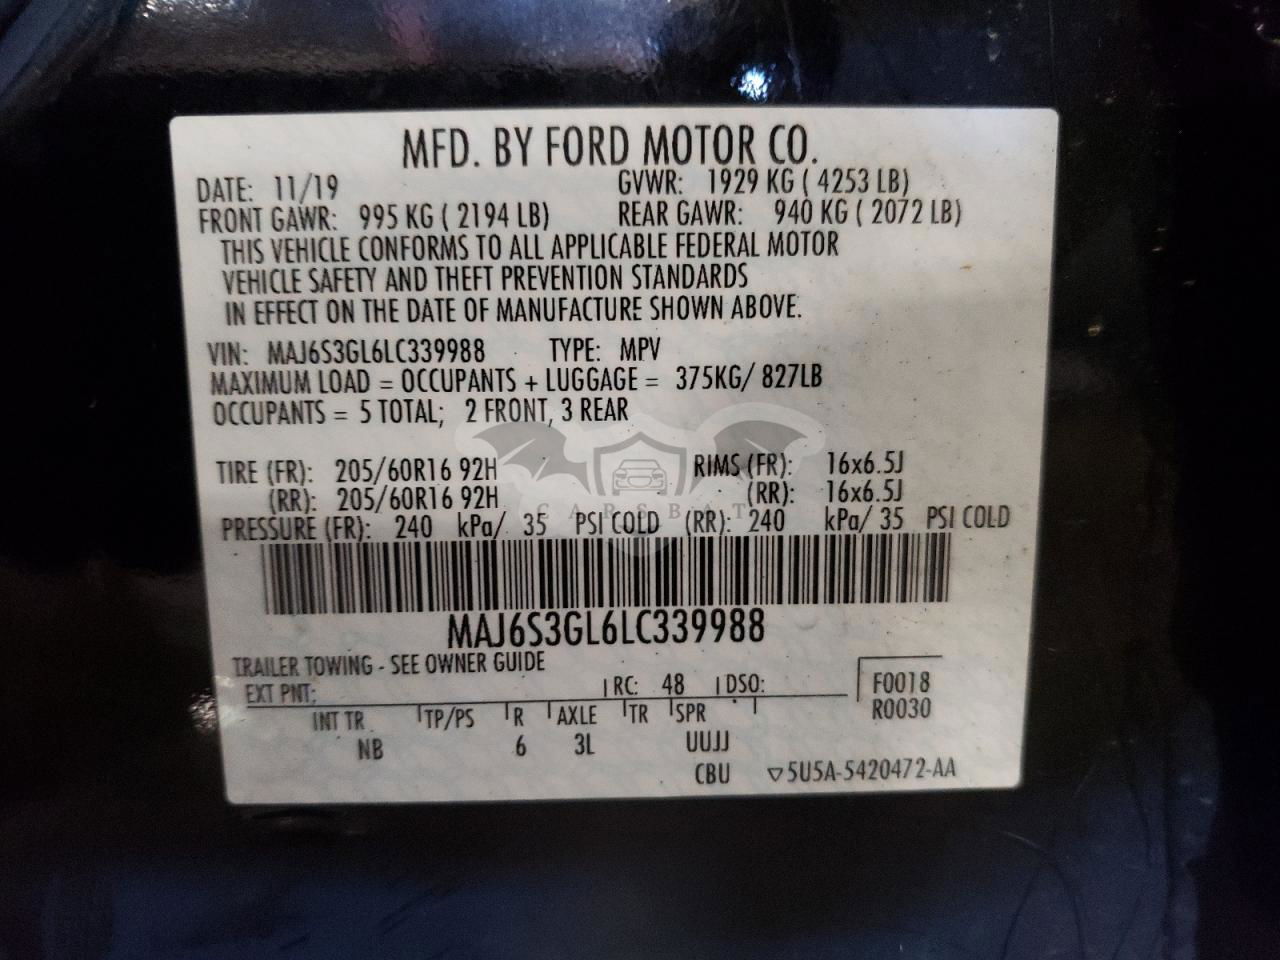 MFD. BY FORD MOTOR CO.
DATE: 11/19 GVWR: 1929 KG ( 4253 LB)
FRONT GAWR: 995 KG ( 2194 LB) REAR GAWR: 940 KG ( 2072 LB)
THIS VEHICLE CONFORMS TO ALL APPLICABLE FEDERAL MOTOR
VEHICLE SAFETY AND THEFT PREVENTION STANDARDS
IN EFFECT ON THE DATE OF MANUFACTURE SHOWN ABOVE.
VIN: MAJ6S3GL6LC339988 TYPE: MPV
MAXIMUM LOAD = OCCUPANTS + LUGGAGE = 375KG/ 827LB
OCCUPANTS = 5 TOTAL; 2 FRONT, 3 REAR
TIRE (FR): 205/60R16 92H RIMS (FR): 16x6.5J
(RR): 205/60R16 92H (RR): 16x6.5J
CARSBAT
PRESSURE (FR): 240 kPa/ 35 PSI COLD (RR): 240 kPa/ 35 PSI COLD
MAJ6S3GL6LC339988
TRAILER TOWING - SEE OWNER GUIDE
EXT PNT: RC: 48 DSO: F0018
INT TR TP/PS R AXLE TR SPR R0030
NB 6 3L UUJJ
CBU ▽5U5A-5420472-AA